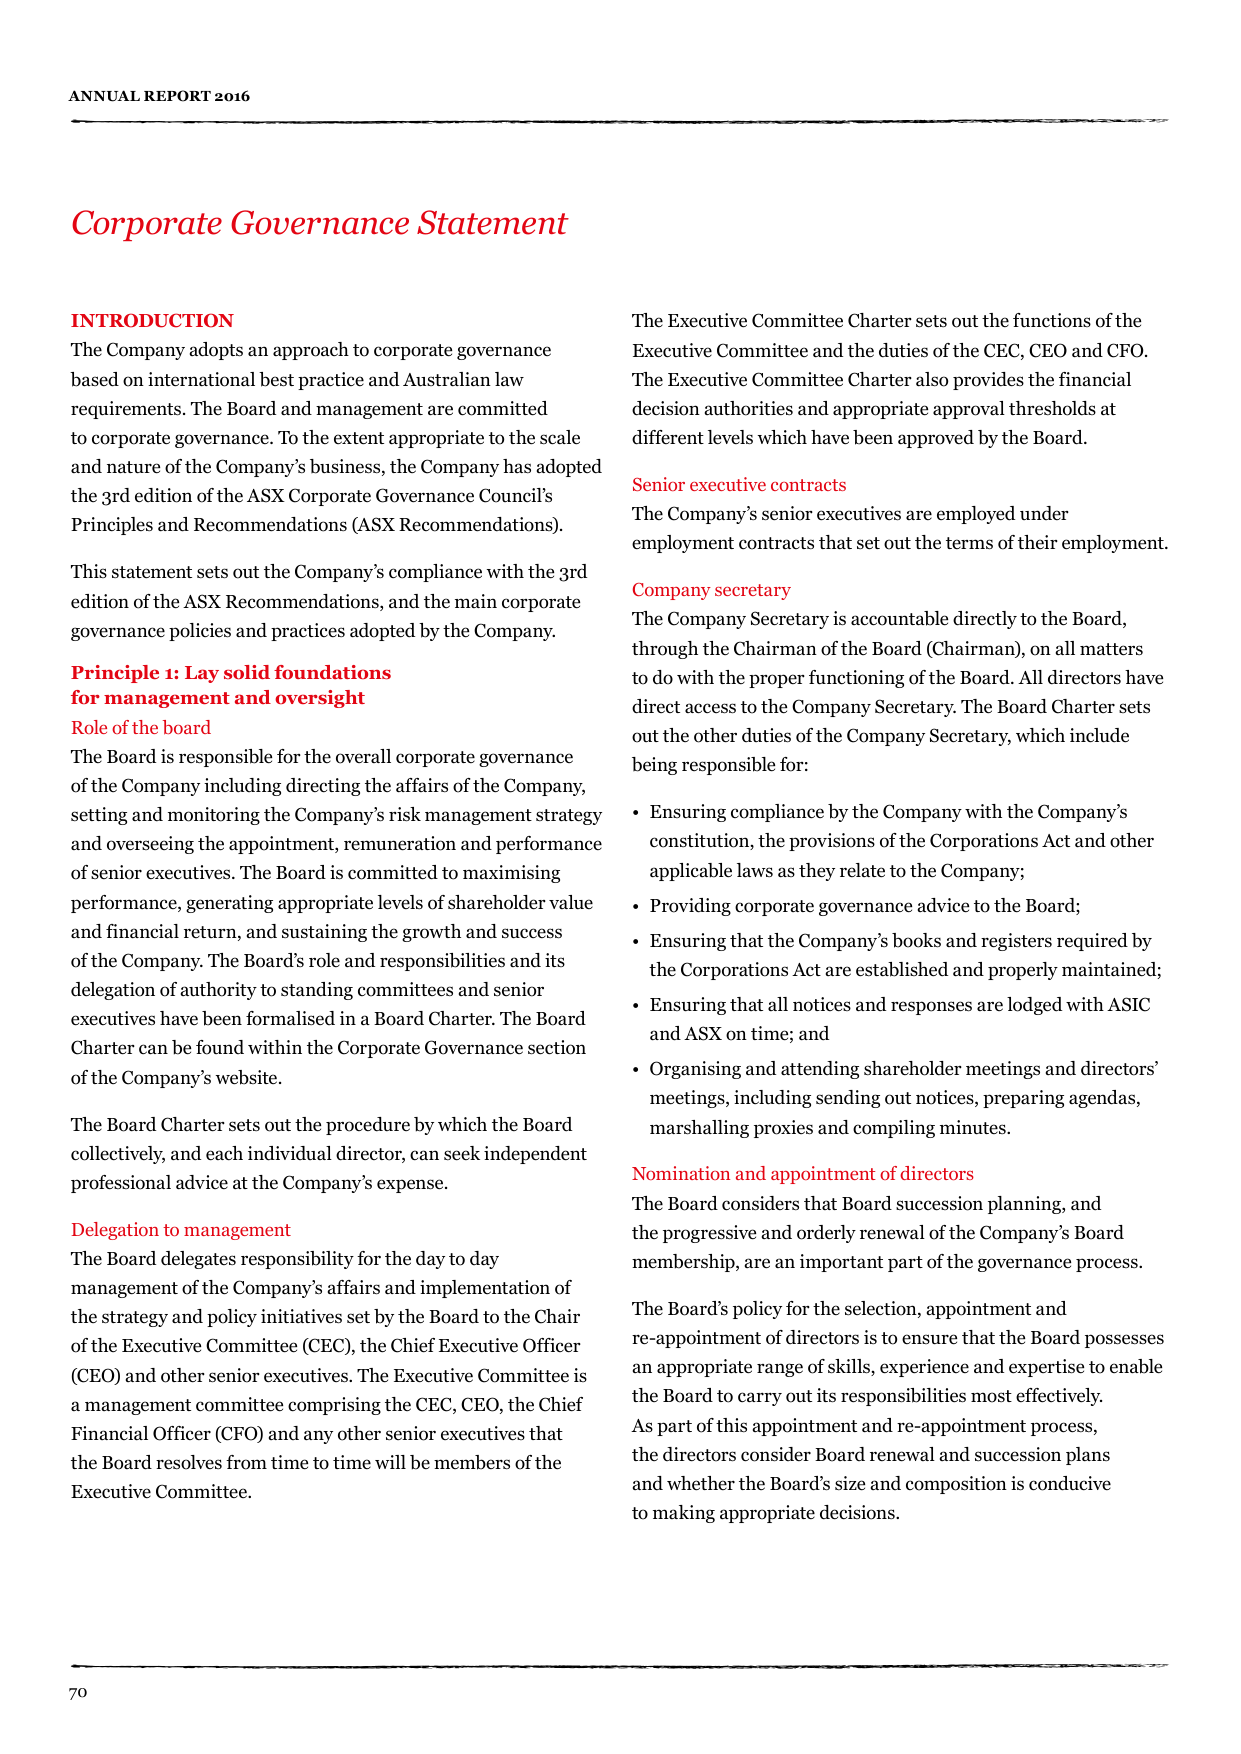 ANNUAL REPORT 2016
Corporate Governance Statement
INTRODUCTION
The Company adopts an approach to corporate governance
based on international best practice and Australian law
requirements. The Board and management are committed
to corporate governance. To the extent appropriate to the scale
and nature of the Company’s business, the Company has adopted
the 3rd edition of the ASX Corporate Governance Council’s
Principles and Recommendations (ASX Recommendations).
This statement sets out the Company’s compliance with the 3rd
edition of the ASX Recommendations, and the main corporate
governance policies and practices adopted by the Company.
Principle 1: Lay solid foundations
for management and oversight
Role of the board
The Board is responsible for the overall corporate governance
of the Company including directing the affairs of the Company,
setting and monitoring the Company’s risk management strategy
and overseeing the appointment, remuneration and performance
of senior executives. The Board is committed to maximising
performance, generating appropriate levels of shareholder value
and financial return, and sustaining the growth and success
of the Company. The Board’s role and responsibilities and its
delegation of authority to standing committees and senior
executives have been formalised in a Board Charter. The Board
Charter can be found within the Corporate Governance section
of the Company’s website.
The Board Charter sets out the procedure by which the Board
collectively, and each individual director, can seek independent
professional advice at the Company’s expense.
Delegation to management
The Board delegates responsibility for the day to day
management of the Company’s affairs and implementation of
the strategy and policy initiatives set by the Board to the Chair
of the Executive Committee (CEC), the Chief Executive Officer
(CEO) and other senior executives. The Executive Committee is
a management committee comprising the CEC, CEO, the Chief
Financial Officer (CFO) and any other senior executives that
the Board resolves from time to time will be members of the
Executive Committee.
The Executive Committee Charter sets out the functions of the
Executive Committee and the duties of the CEC, CEO and CFO.
The Executive Committee Charter also provides the financial
decision authorities and appropriate approval thresholds at
different levels which have been approved by the Board.
Senior executive contracts
The Company’s senior executives are employed under
employment contracts that set out the terms of their employment.
Company secretary
The Company Secretary is accountable directly to the Board,
through the Chairman of the Board (Chairman), on all matters
to do with the proper functioning of the Board. All directors have
direct access to the Company Secretary. The Board Charter sets
out the other duties of the Company Secretary, which include
being responsible for:
• Ensuring compliance by the Company with the Company’s
constitution, the provisions of the Corporations Act and other
applicable laws as they relate to the Company;
• Providing corporate governance advice to the Board;
• Ensuring that the Company’s books and registers required by
the Corporations Act are established and properly maintained;
• Ensuring that all notices and responses are lodged with ASIC
and ASX on time; and
• Organising and attending shareholder meetings and directors’
meetings, including sending out notices, preparing agendas,
marshalling proxies and compiling minutes.
Nomination and appointment of directors
The Board considers that Board succession planning, and
the progressive and orderly renewal of the Company’s Board
membership, are an important part of the governance process.
The Board’s policy for the selection, appointment and
re-appointment of directors is to ensure that the Board possesses
an appropriate range of skills, experience and expertise to enable
the Board to carry out its responsibilities most effectively.
As part of this appointment and re-appointment process,
the directors consider Board renewal and succession plans
and whether the Board’s size and composition is conducive
to making appropriate decisions.
70